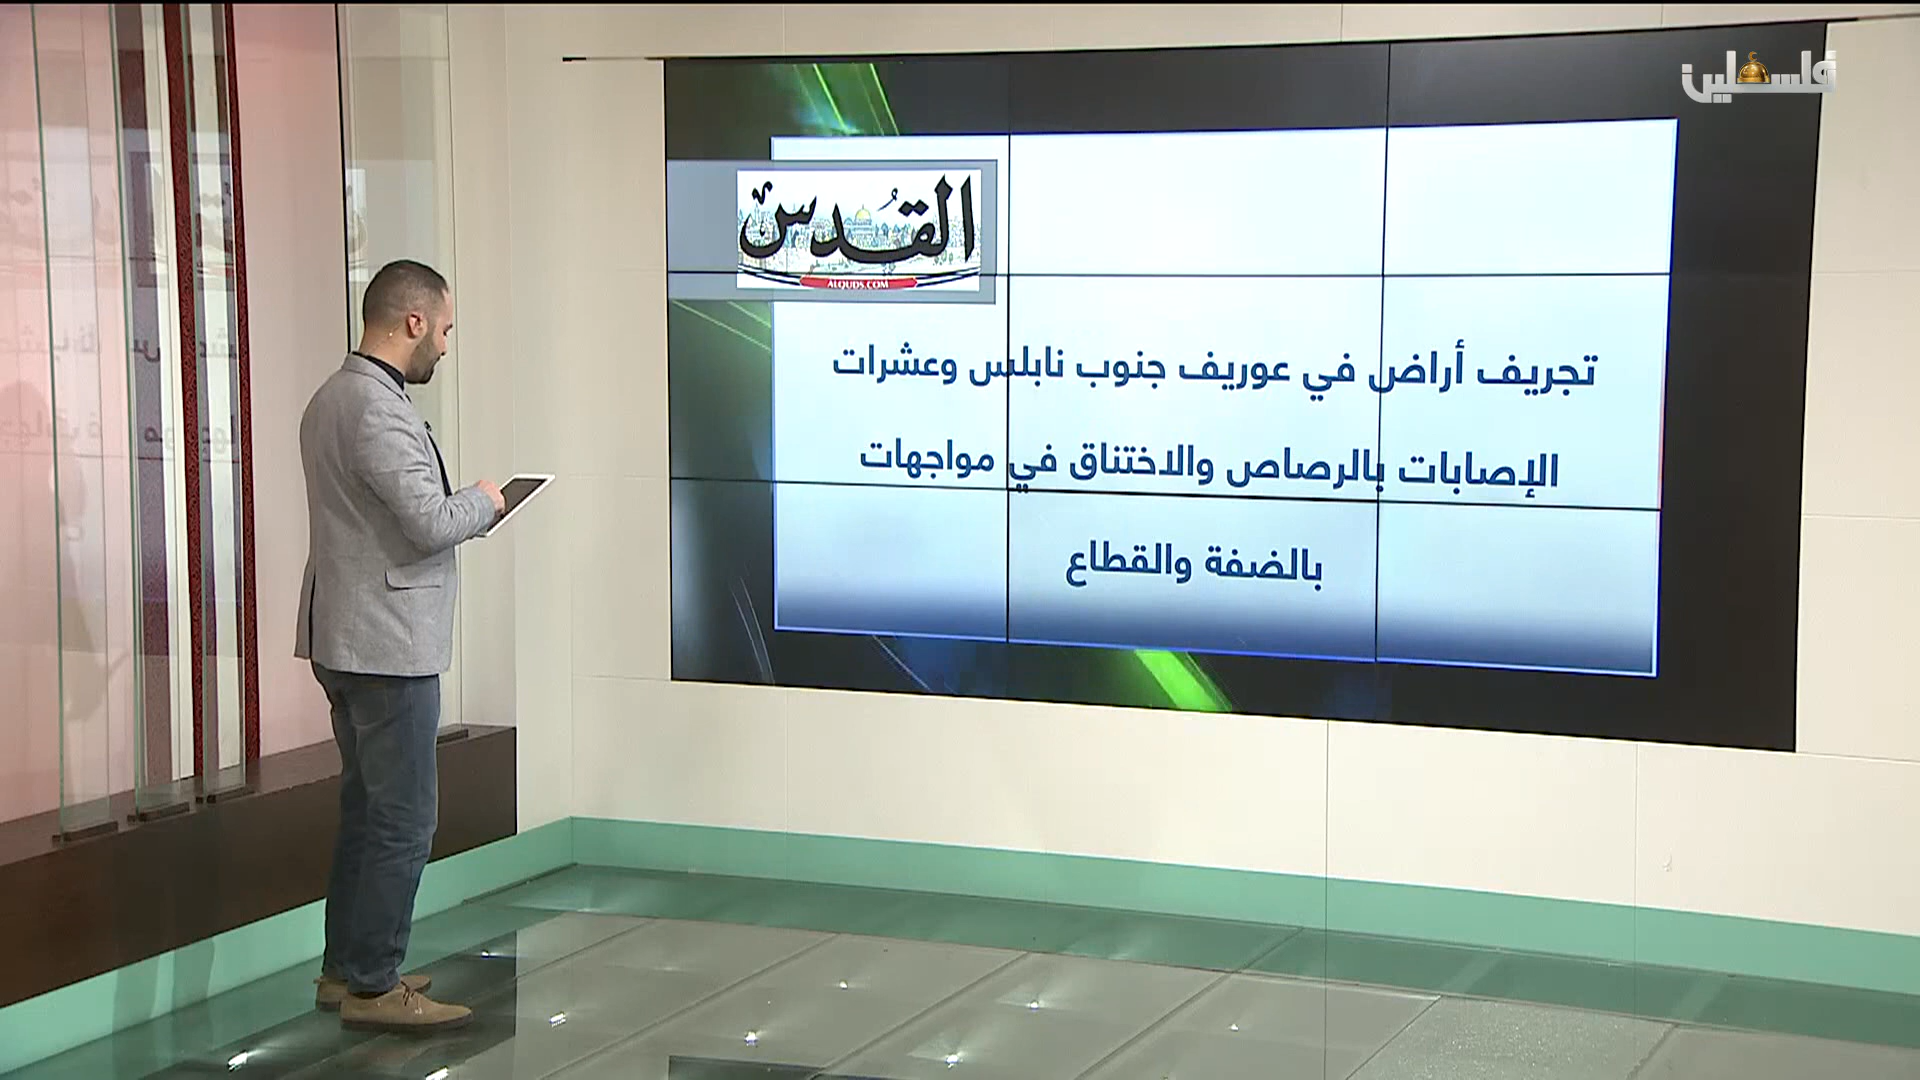 فلسطين
القدس
ALQUDS.COM
تجريف أراض في عوريف جنوب نابلس وعشرات
الإصابات بالرصاص والاختناق في مواجهات
بالضفة والقطاع